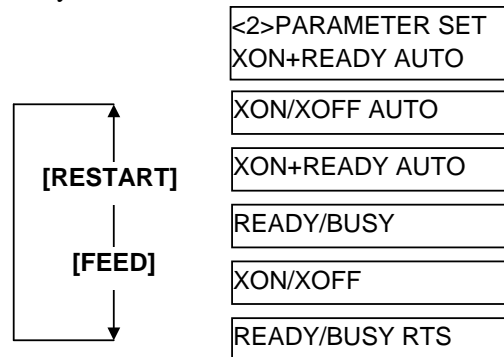 <2>PARAMETER SET
XON+READY AUTO
XON/XOFF AUTO
[RESTART]
XON+READY AUTO
READY/BUSY
[FEED]
XON/XOFF
READY/BUSY RTS